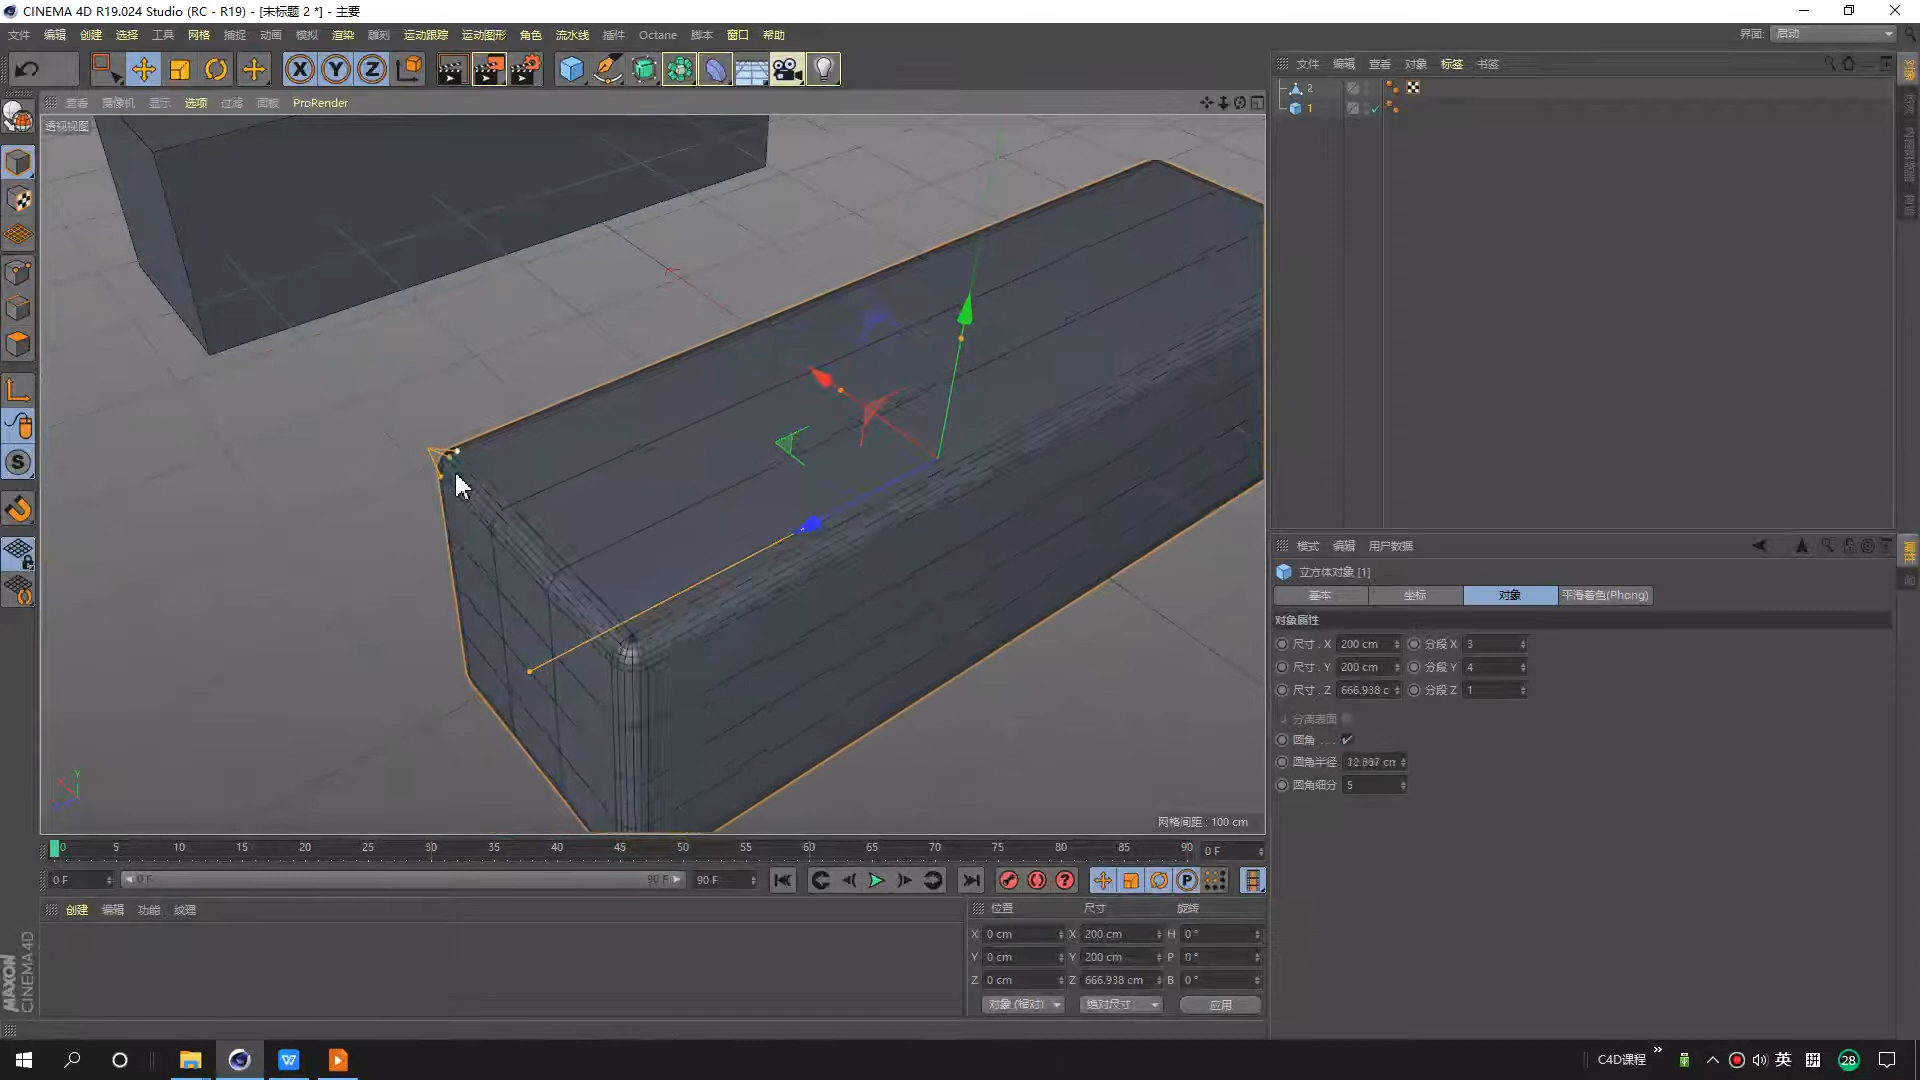 CINEMA 4D R19.024 Studio (RC - R19) - [未标题 2 *] - 主要
文件 编辑 创建 选择 工具 网格 捕捉 动画 模拟 渲染 雕刻 运动跟踪 运动图形 角色 流水线 插件 Octane 脚本 窗口 帮助
界面: 启动
X Y Z
文件 编辑 查看 对象 标签 书签
2
1
查看 摄像机 显示 选项 过滤 面板 ProRender
透视视图
网格间距 : 100 cm
模式 编辑 用户数据
立方体对象 [1]
基本 坐标 对象 平滑着色(Phong)
对象属性
尺寸 . X 200 cm 分段 X 3
尺寸 . Y 200 cm 分段 Y 4
尺寸 . Z 666.938 c 分段 Z 1
分离表面
圆角 . . . .
圆角半径
圆角细分 5
0 5 10 15 20 25 30 35 40 45 50 55 60 65 70 75 80 85 90 0 F
0 F 0 F 90 F 90 F
创建 编辑 功能 纹理
位置 尺寸 旋转
X 0 cm X 200 cm H 0 °
Y 0 cm Y 200 cm P 0 °
Z 0 cm Z 666.938 cm B 0 °
对象 (相对) 绝对尺寸 应用
MAXON
CINEMA 4D
C4D课程 英 拼 28